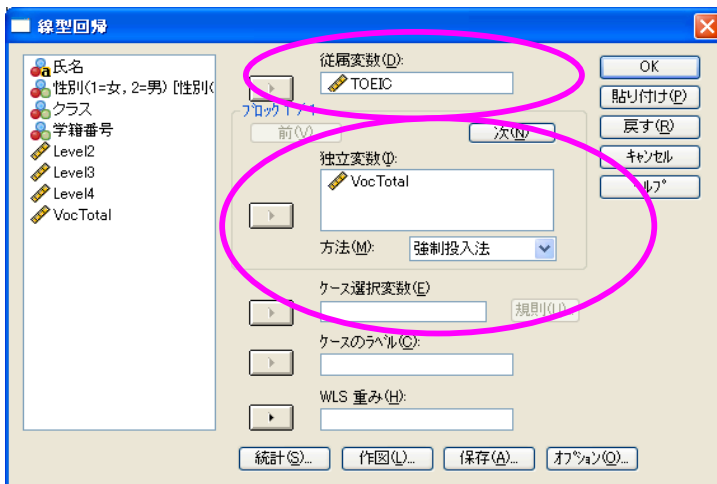 線型回帰
氏名
性別(1=女, 2=男) [性別(
クラス
学籍番号
Level2
Level3
Level4
VocTotal
従属変数(D):
TOEIC
ブロック 1 / 1
前(V)
次(N)
独立変数(I):
VocTotal
方法(M):
強制投入法
ケース選択変数(E)
規則(U)...
ケースのラベル(C):
WLS 重み(H):
統計(S)...
作図(L)...
保存(A)...
オプション(O)...
OK
貼り付け(P)
戻す(R)
キャンセル
ヘルプ